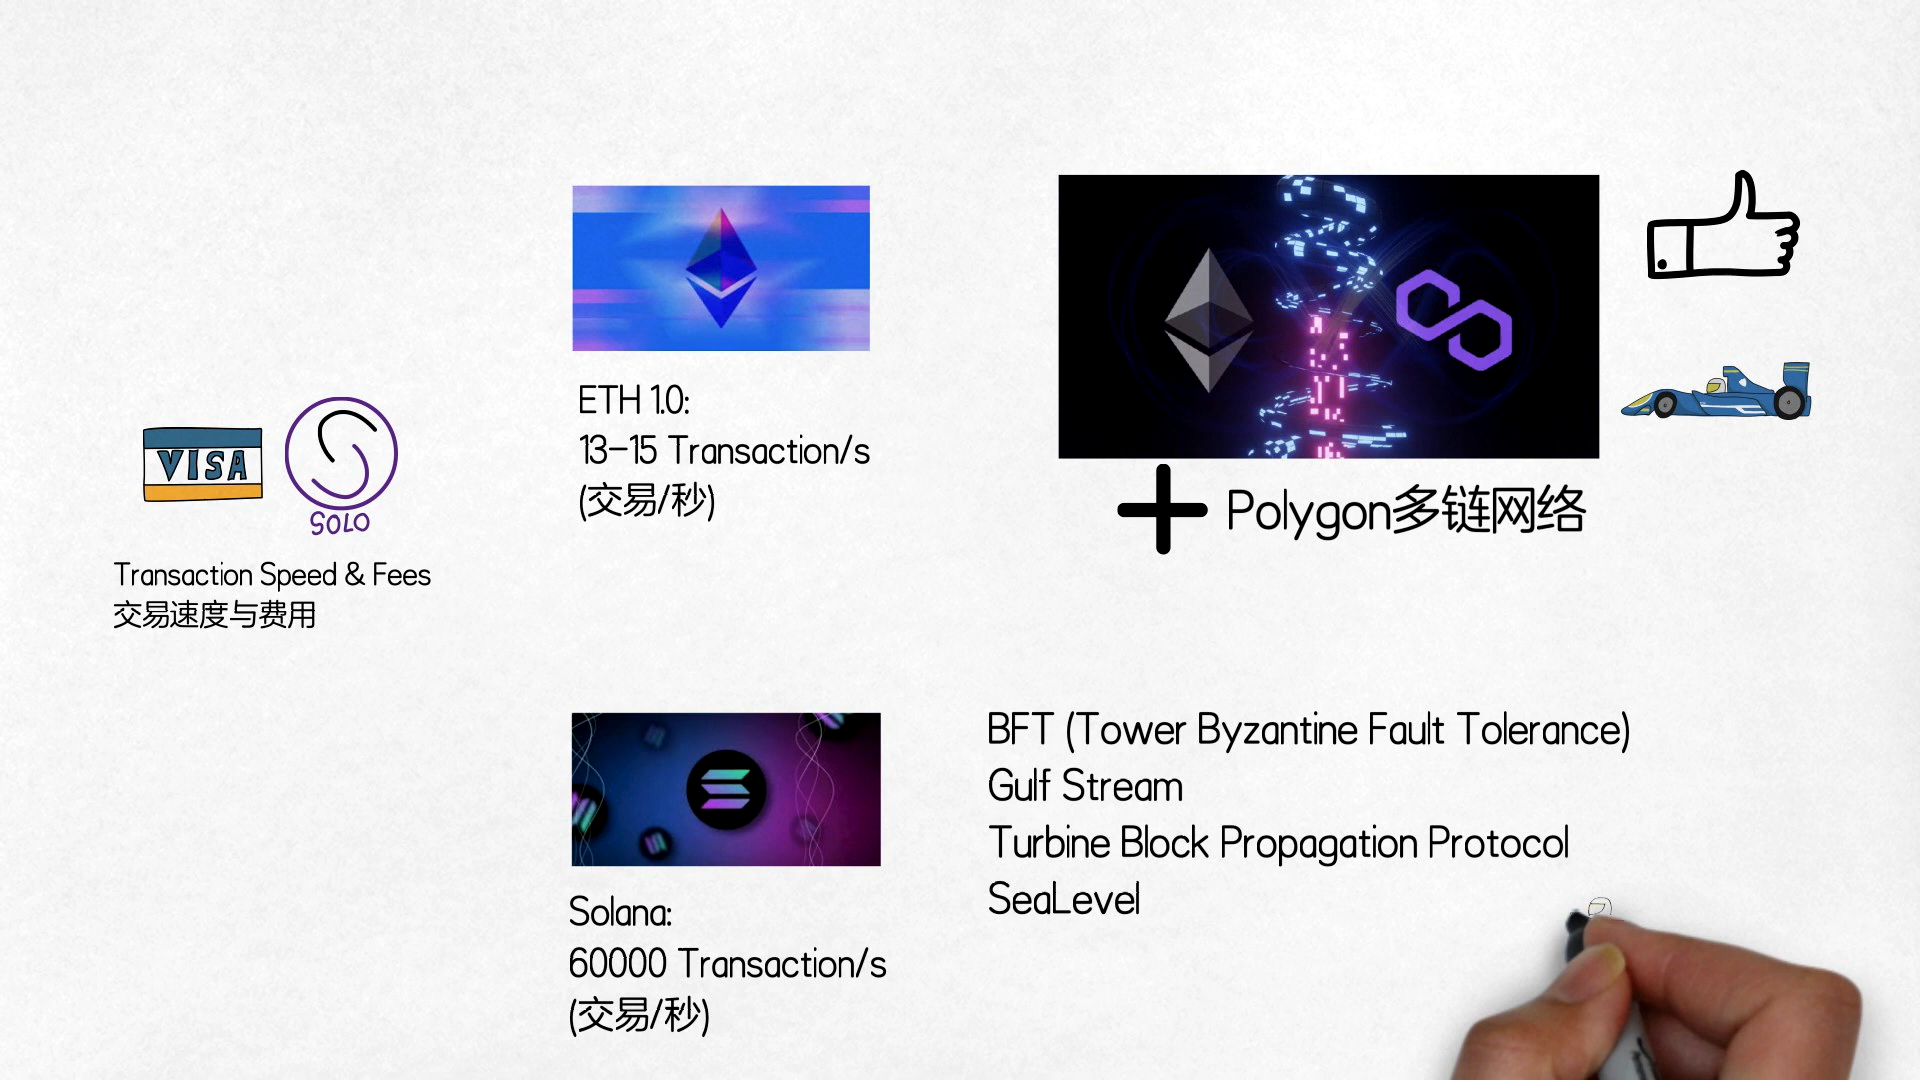 VISA
SOLO
Transaction Speed & Fees
交易速度与费用
ETH 1.0:
13-15 Transaction/s
(交易/秒)
Polygon多链网络
Solana:
60000 Transaction/s
(交易/秒)
BFT (Tower Byzantine Fault Tolerance)
Gulf Stream
Turbine Block Propagation Protocol
SeaLevel